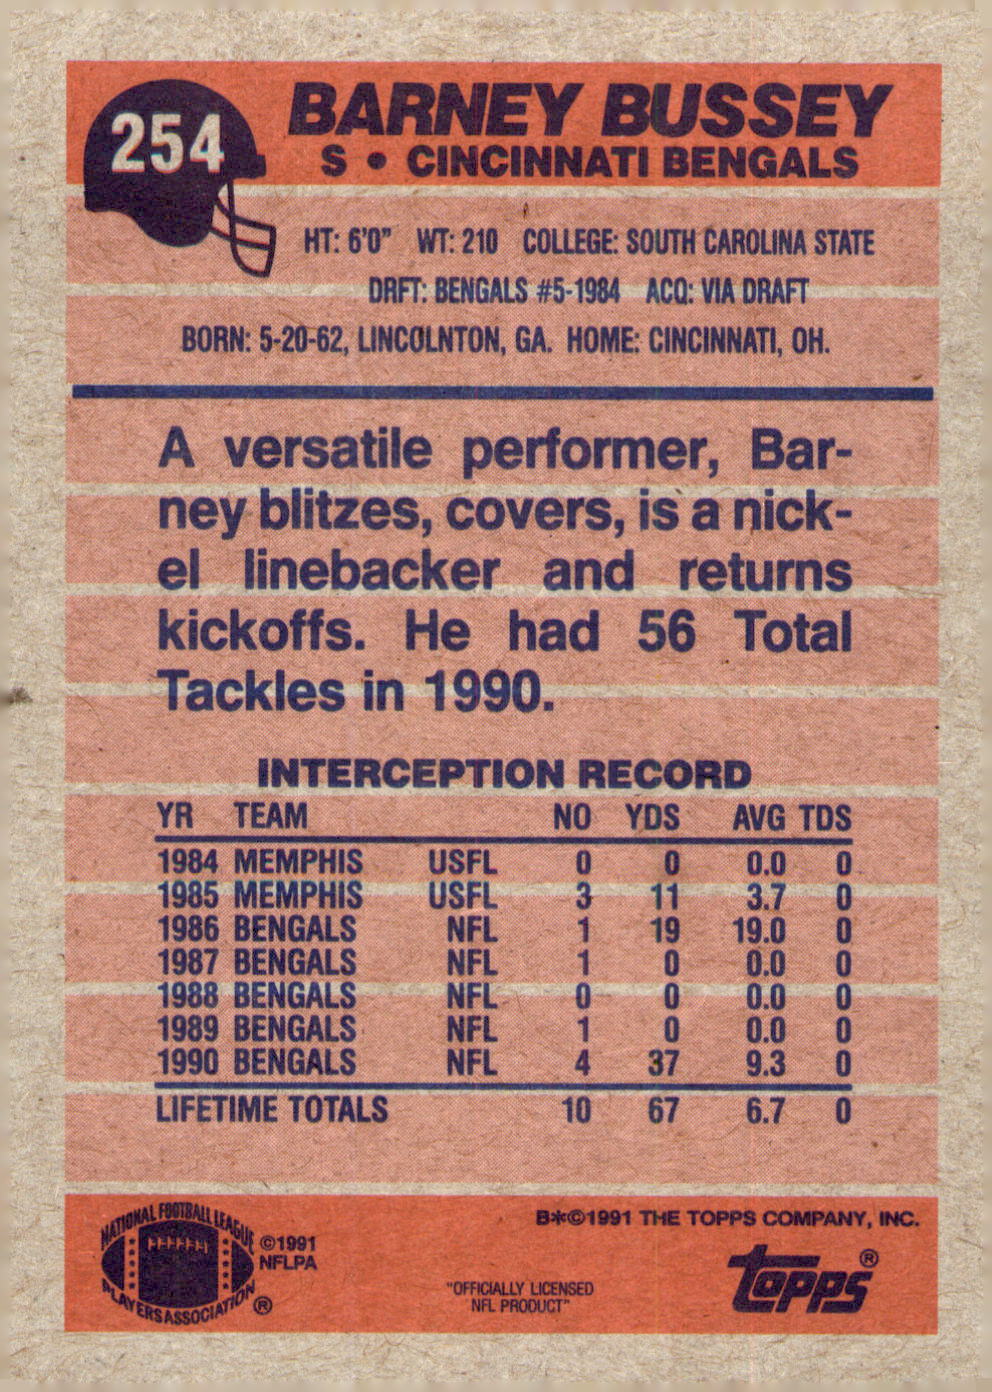 254
BARNEY BUSSEY
S • CINCINNATI BENGALS
HT: 6'0" WT: 210 COLLEGE: SOUTH CAROLINA STATE
DRFT: BENGALS #5-1984 ACQ: VIA DRAFT
BORN: 5-20-62, LINCOLNTON, GA. HOME: CINCINNATI, OH.
A versatile performer, Bar-
ney blitzes, covers, is a nick-
el linebacker and returns
kickoffs. He had 56 Total
Tackles in 1990.
INTERCEPTION RECORD
YR TEAM NO YDS AVG TDS
1984 MEMPHIS USFL 0 0 0.0 0
1985 MEMPHIS USFL 3 11 3.7 0
1986 BENGALS NFL 1 19 19.0 0
1987 BENGALS NFL 1 0 0.0 0
1988 BENGALS NFL 0 0 0.0 0
1989 BENGALS NFL 1 0 0.0 0
1990 BENGALS NFL 4 37 9.3 0
LIFETIME TOTALS 10 67 6.7 0
NATIONAL FOOTBALL LEAGUE
PLAYERS ASSOCIATION ®
©1991
NFLPA
B*©1991 THE TOPPS COMPANY, INC.
"OFFICIALLY LICENSED
NFL PRODUCT"
topps ®